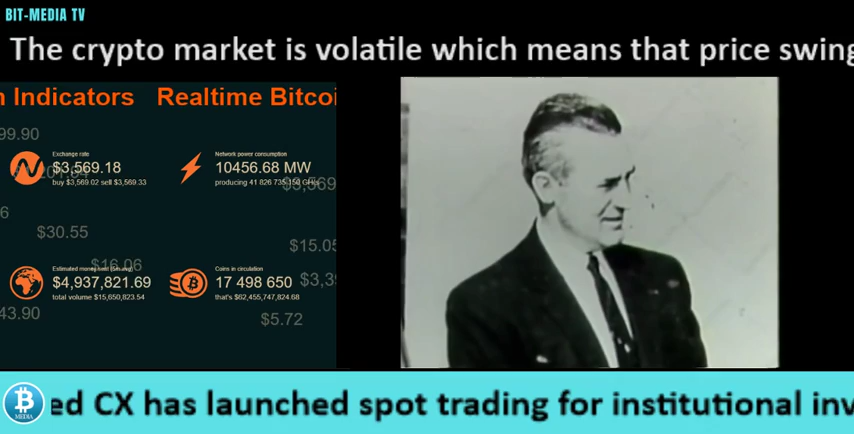 BIT-MEDIA TV
The crypto market is volatile which means that price swing
n Indicators Realtime Bitcoi
99.90
Exchange rate
$3,569.18
buy $3,569.02 sell $3,569.33
Network power consumption
10456.68 MW
$30.55
$15.05
$16.06
Estimated money
$4,937,821.69
total volume $15,650,823.54
Coins in circulation
17 498 650
that's $62,455,747,824.68
43.90
$5.72
BIT
MEDIA
ed CX has launched spot trading for institutional inv